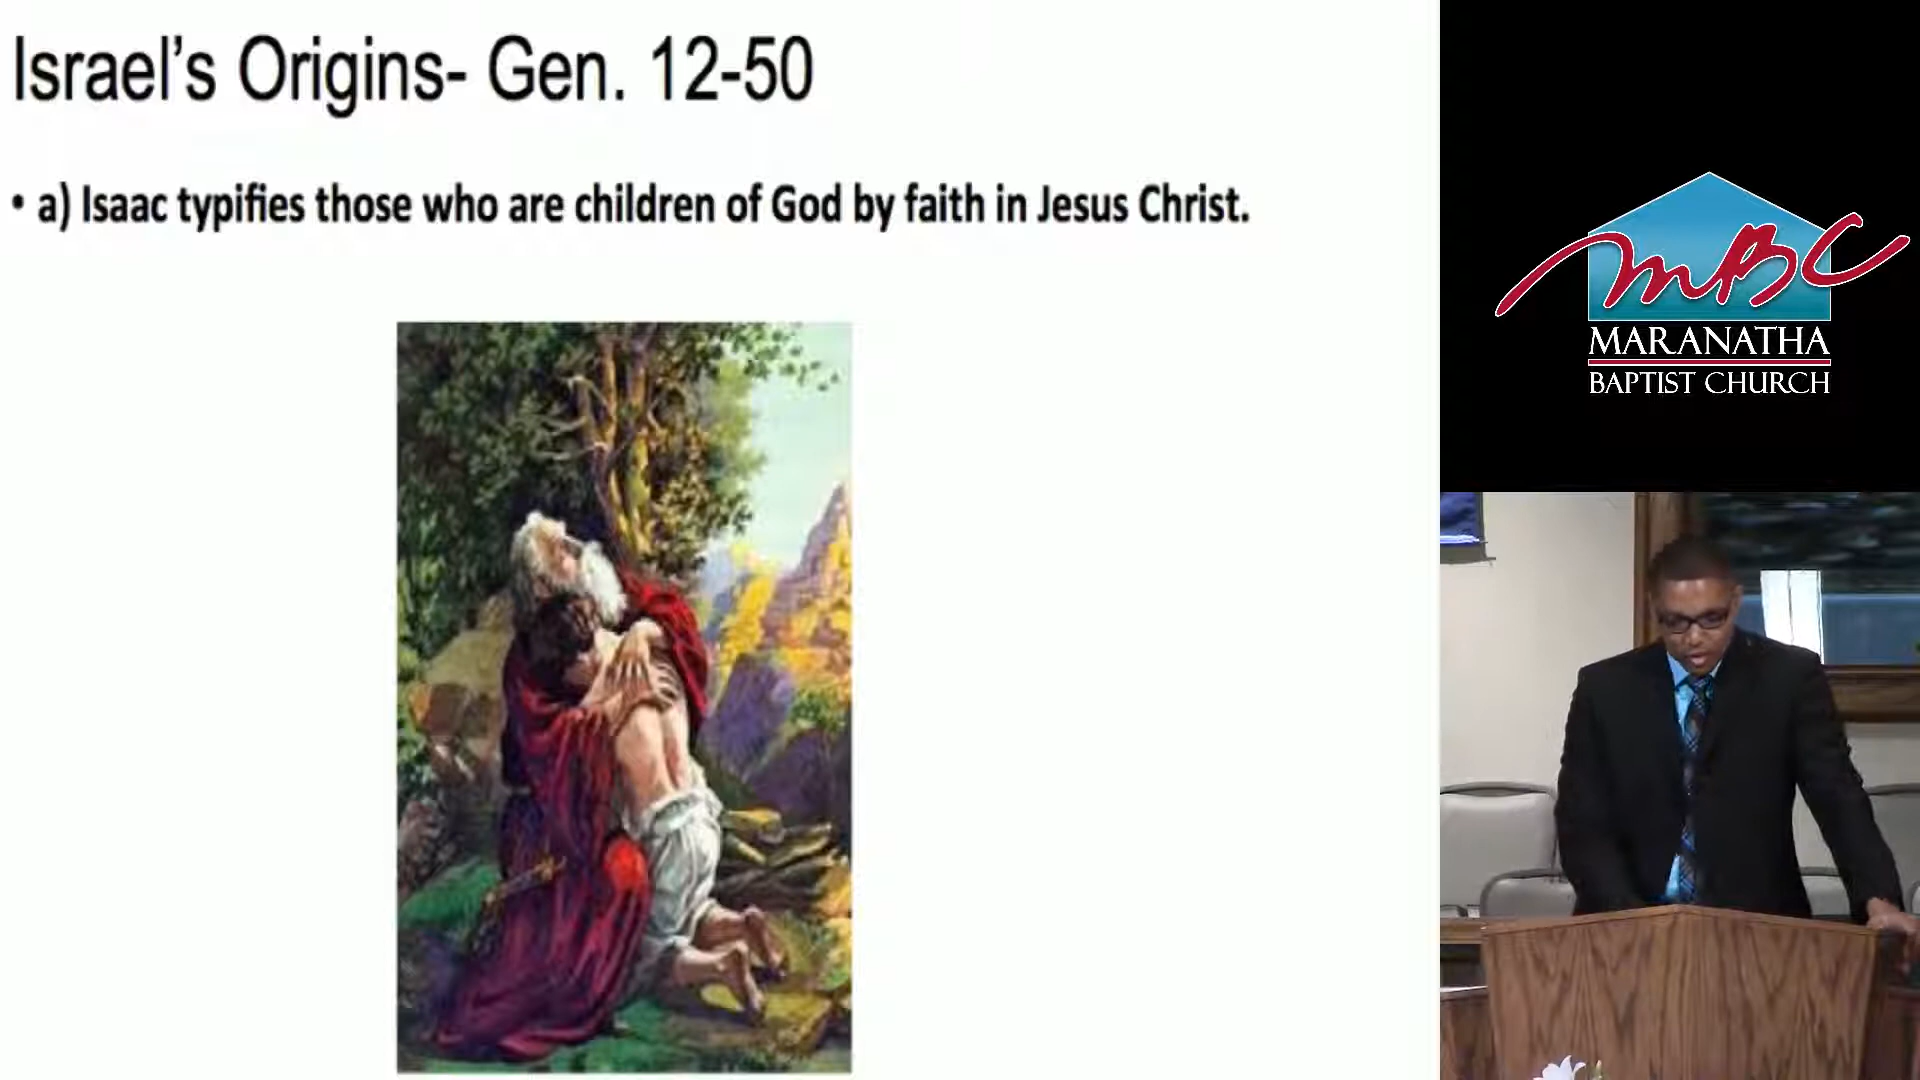 Israel's Origins- Gen. 12-50
• a) Isaac typifies those who are children of God by faith in Jesus Christ.
MBC
MARANATHA
BAPTIST CHURCH